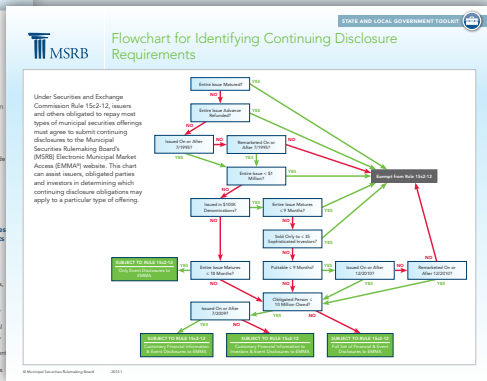 STATE AND LOCAL GOVERNMENT TOOLKIT
MSRB
Flowchart for Identifying Continuing Disclosure
Requirements
Under Securities and Exchange
Commission Rule 15c2-12, issuers
and others obligated to repay most
types of municipal securities offerings
must agree to submit continuing
disclosures to the Municipal
Securities Rulemaking Board's
(MSRB) Electronic Municipal Market
Access (EMMA®) website. This chart
can assist issuers, obligated parties
and investors in determining which
continuing disclosure obligations may
apply to a particular type of offering.
Entire Issue Matured?
YES
NO
Entire Issue Advance
Refunded?
YES
NO
Issued On or After
7/1995?
NO
Remarketed On or
After 7/1995?
NO
YES
YES
Entire Issue < $1
Million?
YES
NO
Exempt from Rule 15c2-12
Issued in $100K
Denominations?
YES
Entire Issue Matures
≤ 9 Months?
YES
NO
NO
Sold Only to ≤ 35
Sophisticated Investors?
YES
NO
NO
SUBJECT TO RULE 15c2-12
Only Event Disclosures to
EMMA
YES
Entire Issue Matures
≤ 18 Months?
Puttable ≤ 9 Months?
YES
Issued On or After
12/2010?
NO
Remarketed On or
After 12/2010?
NO
NO
YES
YES
Obligated Person ≤
10 Million Owed?
Issued On or After
7/2009?
YES
NO
YES
NO
SUBJECT TO RULE 15c2-12
Customary Financial Information
& Event Disclosures to EMMA
SUBJECT TO RULE 15c2-12
Customary Financial Information to
Investors & Event Disclosures to EMMA
SUBJECT TO RULE 15c2-12
Full Set of Financial & Event
Disclosures to EMMA
© Municipal Securities Rulemaking Board